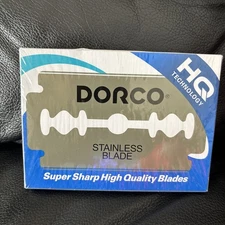 HQ
TECHNOLOGY
DORCO®
STAINLESS
BLADE
Super Sharp High Quality Blades